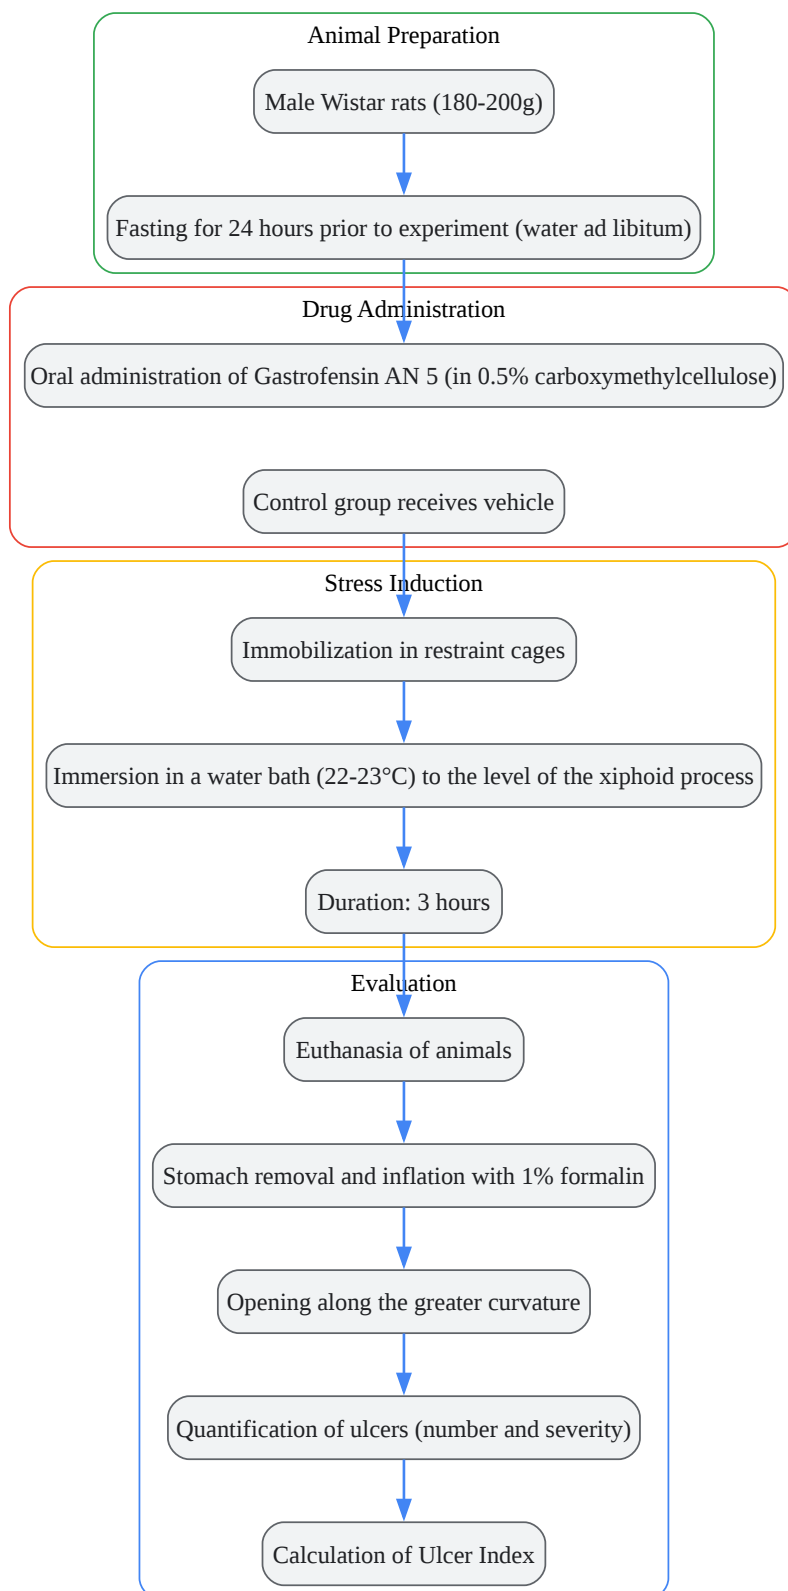 Animal Preparation
Male Wistar rats (180-200g)
Fasting for 24 hours prior to experiment (water ad libitum)
Drug Administration
Oral administration of Gastrofensin AN 5 (in 0.5% carboxymethylcellulose)
Control group receives vehicle
Stress Induction
Immobilization in restraint cages
Immersion in a water bath (22-23°C) to the level of the xiphoid process
Duration: 3 hours
Evaluation
Euthanasia of animals
Stomach removal and inflation with 1% formalin
Opening along the greater curvature
Quantification of ulcers (number and severity)
Calculation of Ulcer Index